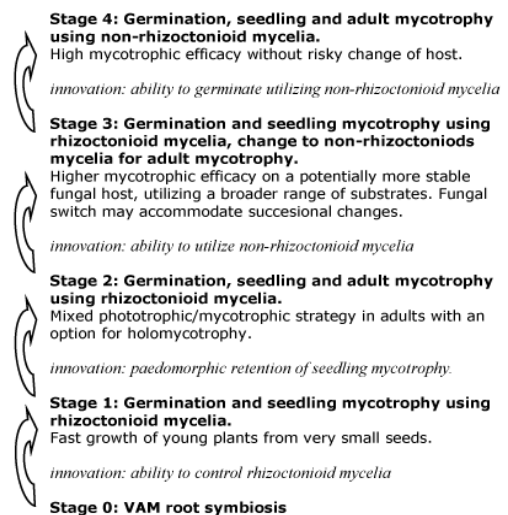 Stage 4: Germination, seedling and adult mycotrophy
using non-rhizoctonioid mycelia.
High mycotrophic efficacy without risky change of host.
innovation: ability to germinate utilizing non-rhizoctonioid mycelia
Stage 3: Germination and seedling mycotrophy using
rhizoctonioid mycelia, change to non-rhizoctoniods
mycelia for adult mycotrophy.
Higher mycotrophic efficacy on a potentially more stable
fungal host, utilizing a broader range of substrates. Fungal
switch may accommodate succesional changes.
innovation: ability to utilize non-rhizoctonioid mycelia
Stage 2: Germination, seedling and adult mycotrophy
using rhizoctonioid mycelia.
Mixed phototrophic/mycotrophic strategy in adults with an
option for holomycotrophy.
innovation: paedomorphic retention of seedling mycotrophy.
Stage 1: Germination and seedling mycotrophy using
rhizoctonioid mycelia.
Fast growth of young plants from very small seeds.
innovation: ability to control rhizoctonioid mycelia
Stage 0: VAM root symbiosis